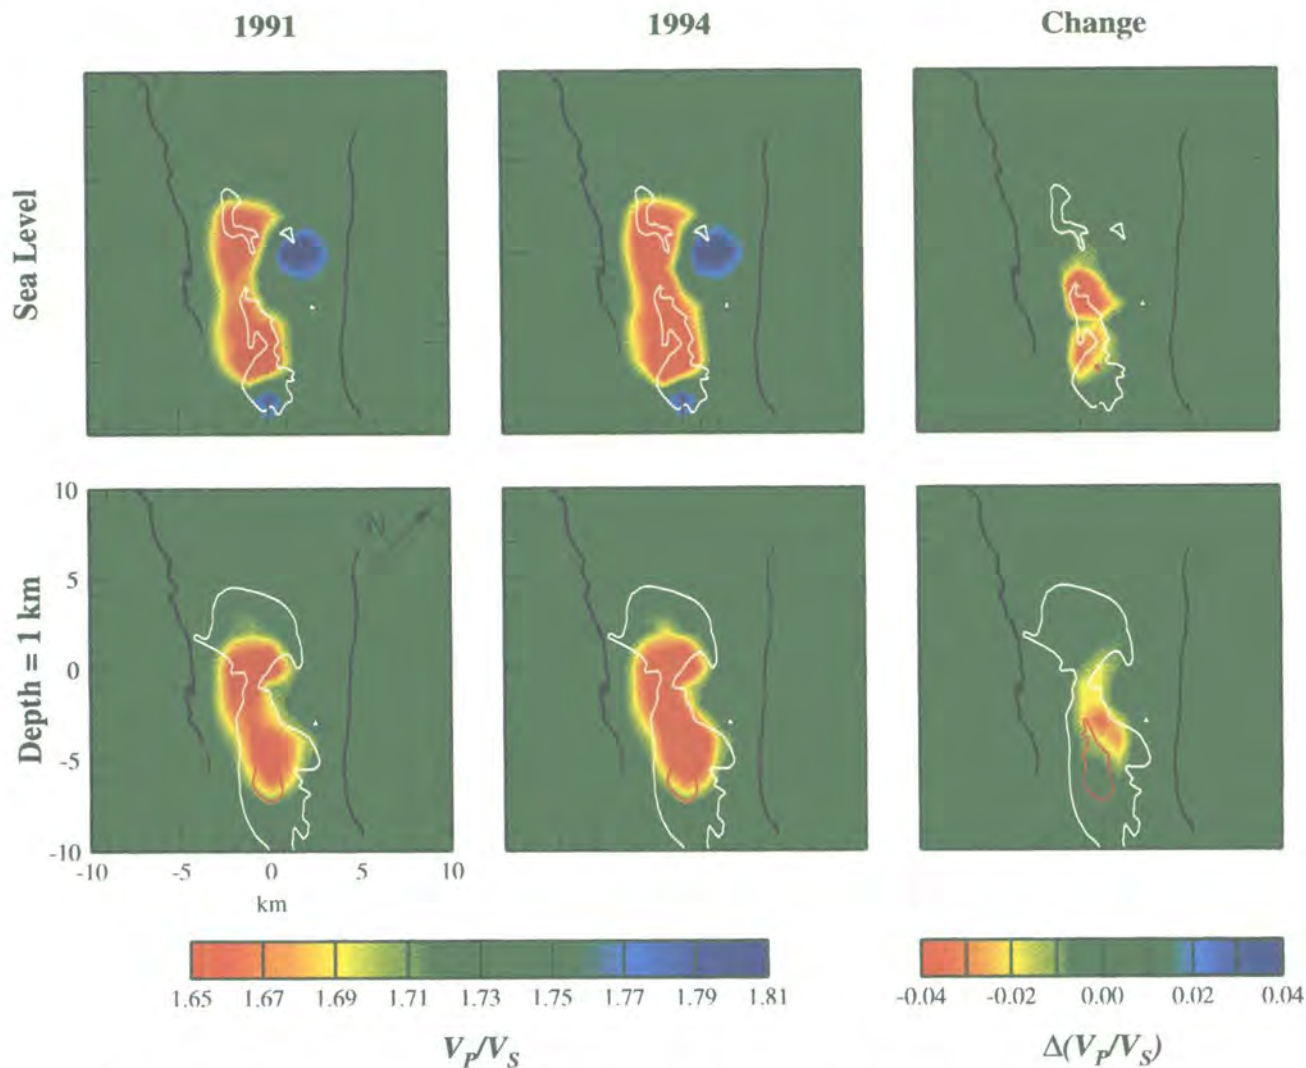 1991 1994 Change
Sea Level
Depth = 1 km
10
5
0
-5
-10
N
-10 -5 0 5 10
km
1.65 1.67 1.69 1.71 1.73 1.75 1.77 1.79 1.81
-0.04 -0.02 0.00 0.02 0.04
V_P/V_S
Δ(V_P/V_S)